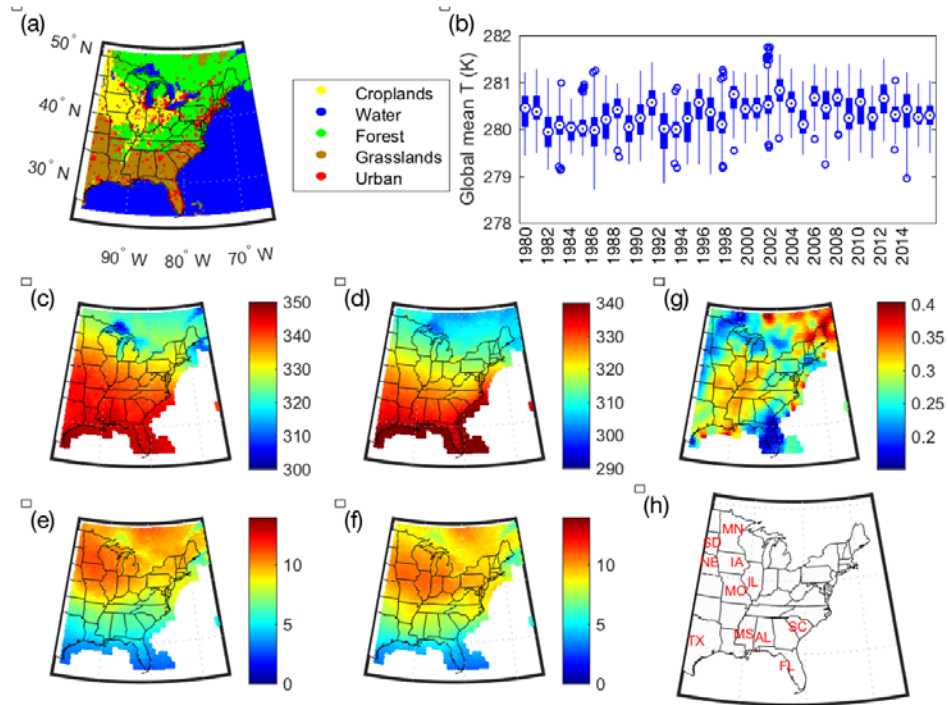 (a)
50° N
40° N
30° N
90° W
80° W
70° W
Croplands
Water
Forest
Grasslands
Urban
(b)
Global mean T (K)
282
281
280
279
278
1980
1982
1984
1986
1988
1990
1992
1994
1996
1998
2000
2002
2004
2006
2008
2010
2012
2014
(c)
350
340
330
320
310
300
(d)
340
330
320
310
300
290
(g)
0.4
0.35
0.3
0.25
0.2
(e)
10
5
0
(f)
10
5
0
(h)
MN
SD
NE
IA
IL
MO
SC
MS
AL
TX
FL